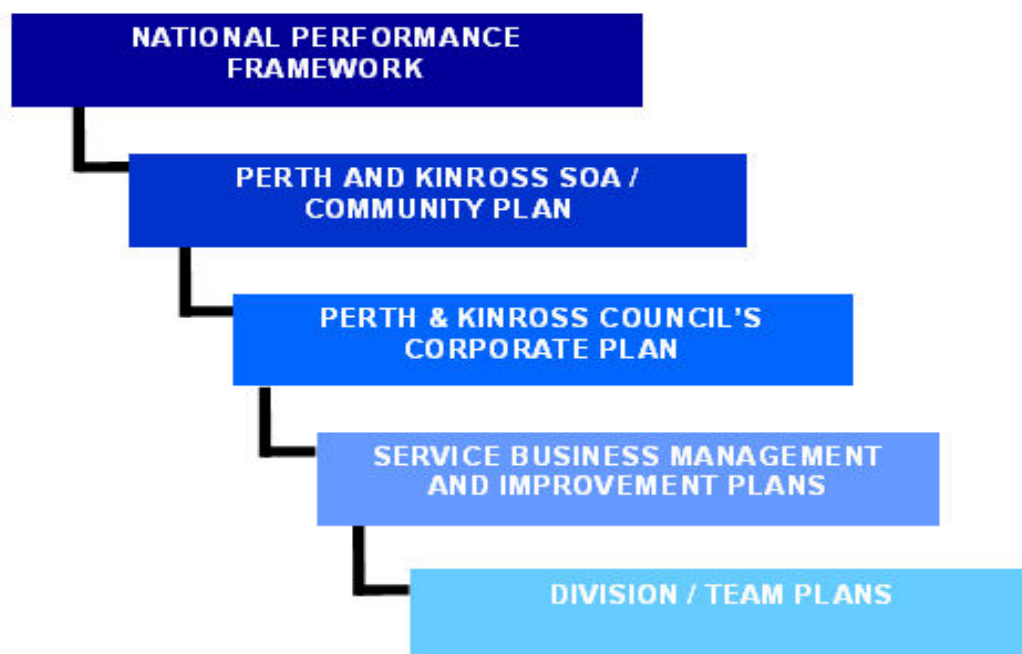 NATIONAL PERFORMANCE
FRAMEWORK
PERTH AND KINROSS SOA /
COMMUNITY PLAN
PERTH & KINROSS COUNCIL’S
CORPORATE PLAN
SERVICE BUSINESS MANAGEMENT
AND IMPROVEMENT PLANS
DIVISION / TEAM PLANS